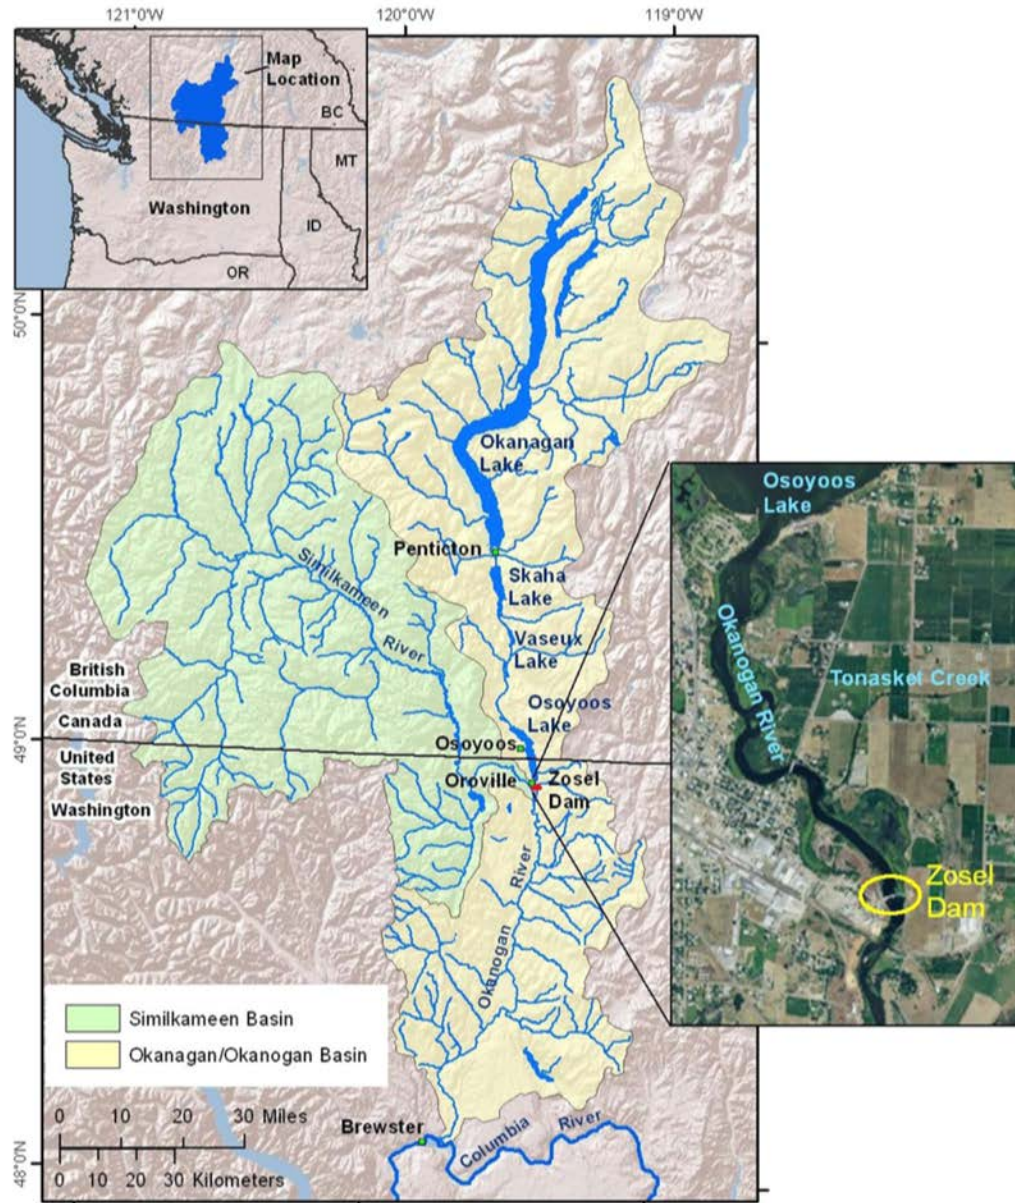 121°0'W
120°0'W
119°0'W
Map
Location
BC
MT
Washington
ID
OR
50°0'N
Okanagan
Lake
Osoyoos
Lake
Penticton
Similkameen
River
Skaha
Lake
Okanogan River
Vaseux
Lake
British
Columbia
Tonasket Creek
Canada
Osoyoos
Lake
49°0'N
Osoyoos
United
States
Oroville
Zosel
Dam
Washington
River
Okanogan
Zosel
Dam
Similkameen Basin
Okanagan/Okanogan Basin
0 10 20 30 Miles
0 10 20 30 Kilometers
Brewster
Columbia
River
48°0'N